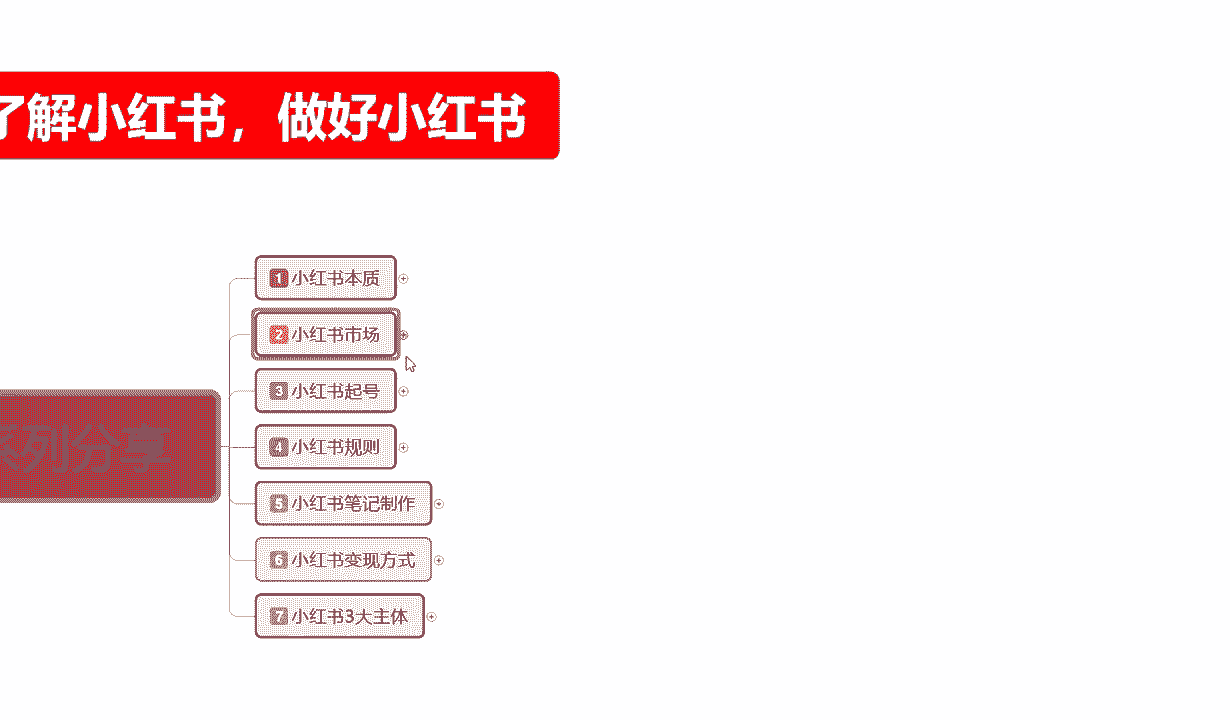 了解小红书，做好小红书
1 小红书本质
2 小红书市场
3 小红书起号
4 小红书规则
系列分享
5 小红书笔记制作
6 小红书变现方式
7 小红书3大主体